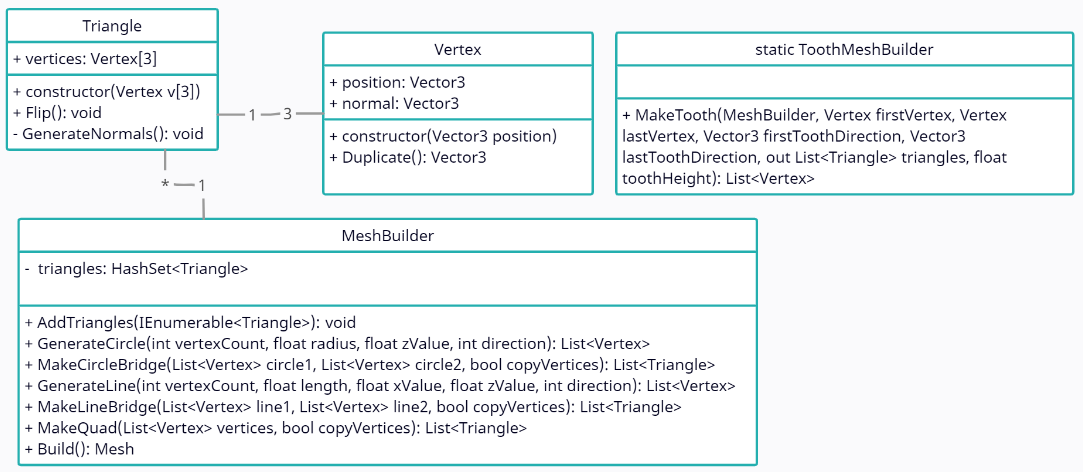 Triangle
+ vertices: Vertex[3]
+ constructor(Vertex v[3])
+ Flip(): void
- GenerateNormals(): void
1
3
Vertex
+ position: Vector3
+ normal: Vector3
+ constructor(Vector3 position)
+ Duplicate(): Vector3
static ToothMeshBuilder
+ MakeTooth(MeshBuilder, Vertex firstVertex, Vertex
lastVertex, Vector3 firstToothDirection, Vector3
lastToothDirection, out List<Triangle> triangles, float
toothHeight): List<Vertex>
*
1
MeshBuilder
- triangles: HashSet<Triangle>
+ AddTriangles(IEnumerable<Triangle>): void
+ GenerateCircle(int vertexCount, float radius, float zValue, int direction): List<Vertex>
+ MakeCircleBridge(List<Vertex> circle1, List<Vertex> circle2, bool copyVertices): List<Triangle>
+ GenerateLine(int vertexCount, float length, float xValue, float zValue, int direction): List<Vertex>
+ MakeLineBridge(List<Vertex> line1, List<Vertex> line2, bool copyVertices): List<Triangle>
+ MakeQuad(List<Vertex> vertices, bool copyVertices): List<Triangle>
+ Build(): Mesh